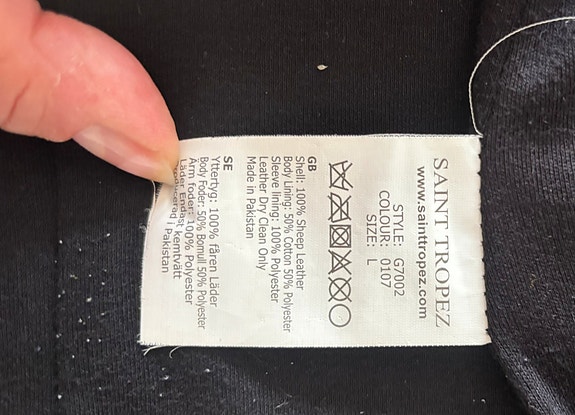 SAINT TROPEZ
www.sainttropez.com
STYLE: G7002
COLOUR: 0107
SIZE: L
GB
Shell: 100% Sheep Leather
Body Lining: 50% Cotton 50% Polyester
Sleeve lining: 100% Polyester
Leather Dry Clean Only
Made in Pakistan
SE
Yttertyg: 100% fåren Läder
Body Foder: 50% Bomull 50% Polyester
Arm foder: 100% Polyester
Läder Endast kemtvätt
Pakistan